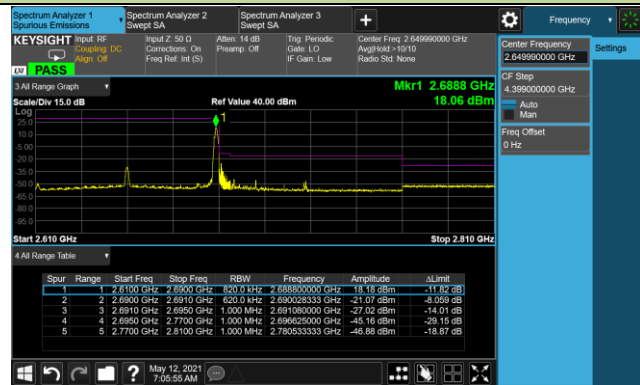 Spectrum Analyzer 1
Spurious Emissions
Spectrum Analyzer 2
Swept SA
Spectrum Analyzer 3
Swept SA
Frequency
KEYSIGHT
Input: RF
Coupling: DC
Align: Off
Input Z: 50 Ω
Corrections: On
Freq Ref: Int (S)
Atten: 14 dB
Preamp: Off
Trig: Periodic
Gate: LO
IF Gain: Low
Center Freq: 2.649990000 GHz
Avg|Hold:>10/10
Radio Std: None
LXI PASS
Center Frequency
2.649990000 GHz
Settings
CF Step
4.399000000 GHz
Auto
Man
Freq Offset
0 Hz
3 All Range Graph
Mkr1 2.6888 GHz
18.06 dBm
Scale/Div 15.0 dB
Ref Value 40.00 dBm
Log
25.0
10.0
-5.00
-20.0
-35.0
-50.0
-65.0
-80.0
-95.0
1
Start 2.610 GHz
Stop 2.810 GHz
4 All Range Table
Spur Range Start Freq Stop Freq RBW Frequency Amplitude ΔLimit
1 1 2.6100 GHz 2.6900 GHz 820.0 kHz 2.688800000 GHz 18.18 dBm -11.82 dB
2 2 2.6900 GHz 2.6910 GHz 620.0 kHz 2.690028333 GHz -21.07 dBm -8.059 dB
3 3 2.6910 GHz 2.6950 GHz 1.000 MHz 2.691080000 GHz -27.02 dBm -14.01 dB
4 4 2.6950 GHz 2.7700 GHz 1.000 MHz 2.696625000 GHz -45.16 dBm -29.15 dB
5 5 2.7700 GHz 2.8100 GHz 1.000 MHz 2.780533333 GHz -46.88 dBm -18.87 dB
May 12, 2021
7:05:55 AM